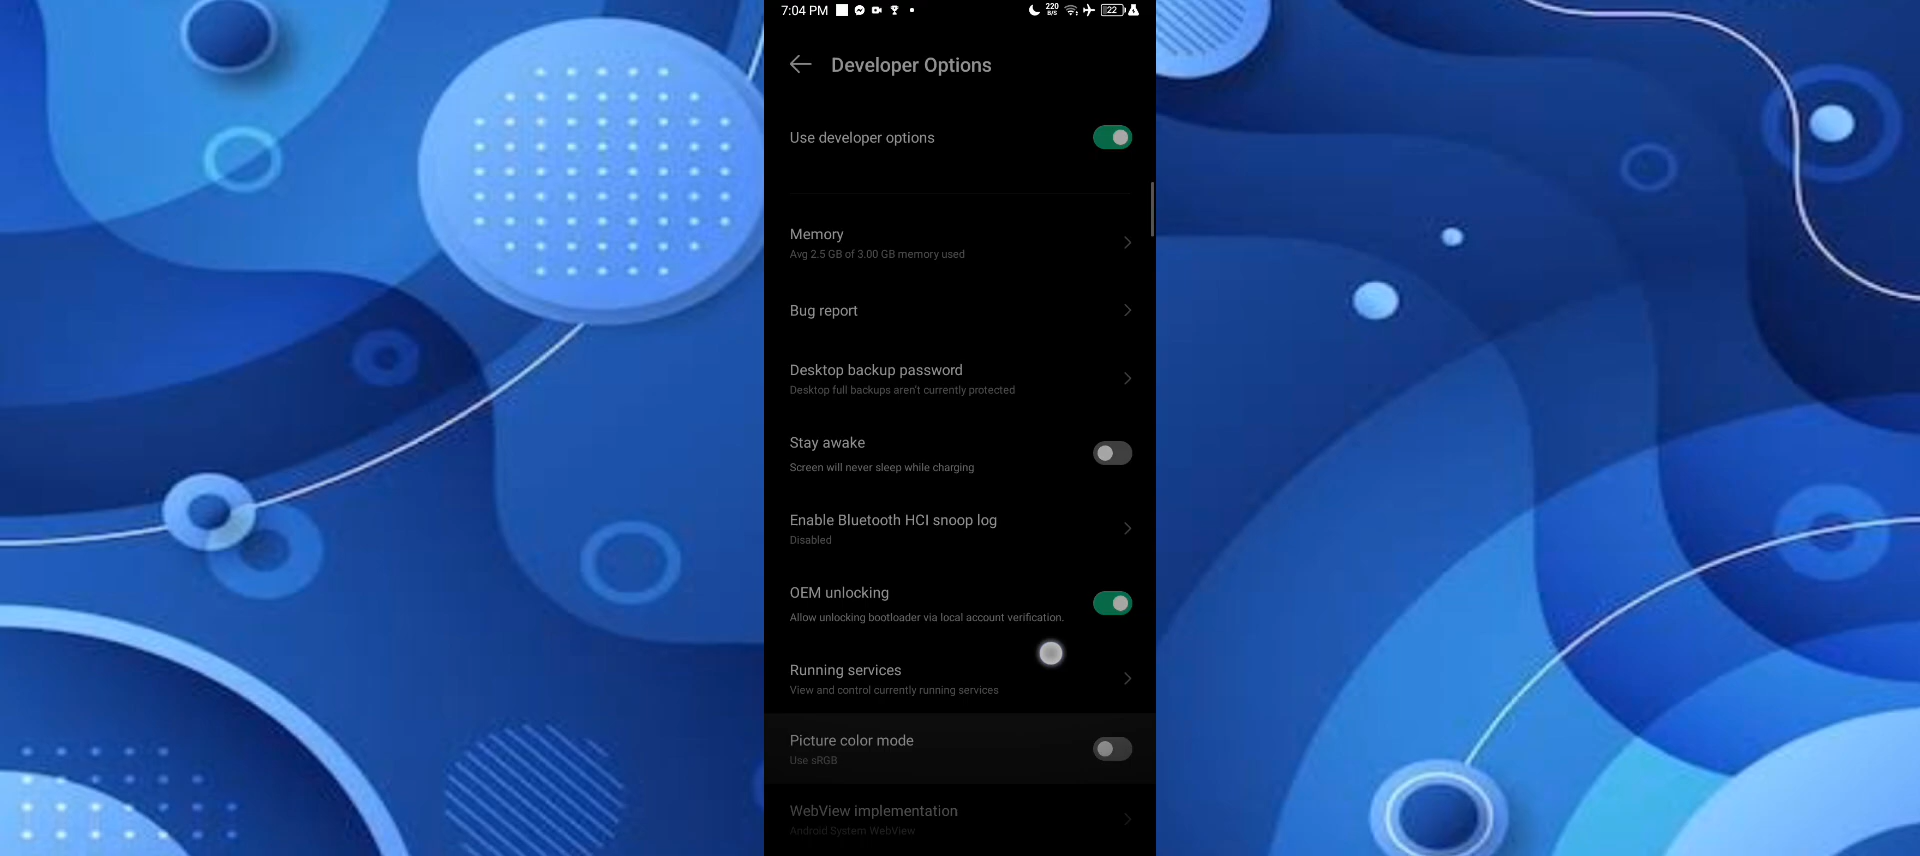 7:04 PM
220
B/S
22
Developer Options
Use developer options
Memory
Avg 2.5 GB of 3.00 GB memory used
Bug report
Desktop backup password
Desktop full backups aren't currently protected
Stay awake
Screen will never sleep while charging
Enable Bluetooth HCI snoop log
Disabled
OEM unlocking
Allow unlocking bootloader via local account verification.
Running services
View and control currently running services
Picture color mode
Use sRGB
WebView implementation
Android System WebView